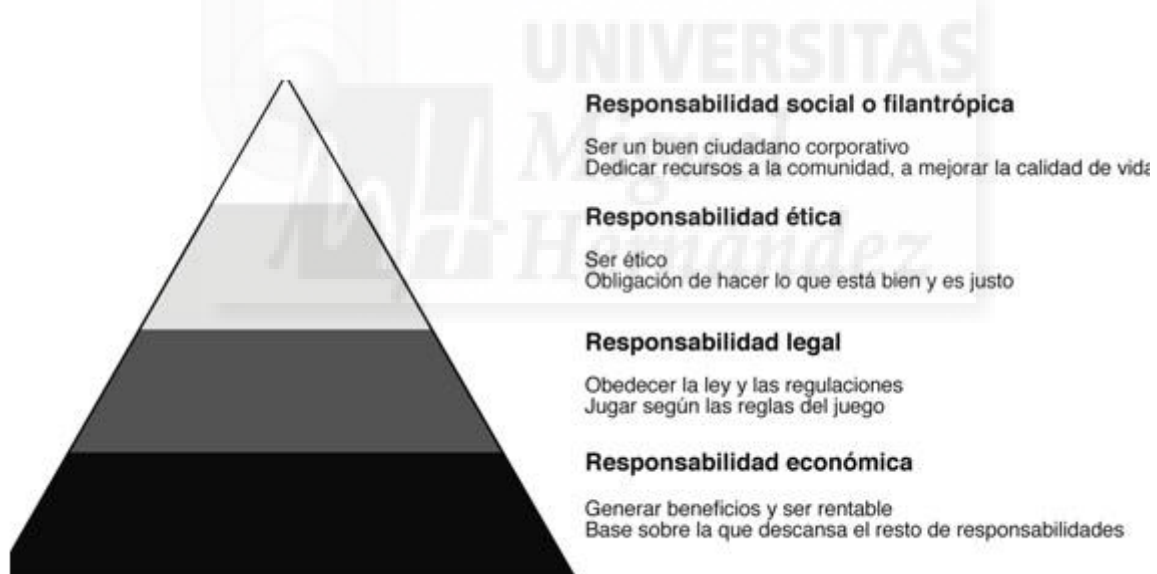 UNIVERSITAS
Miguel
Hernández
Responsabilidad social o filantrópica
Ser un buen ciudadano corporativo
Dedicar recursos a la comunidad, a mejorar la calidad de vida
Responsabilidad ética
Ser ético
Obligación de hacer lo que está bien y es justo
Responsabilidad legal
Obedecer la ley y las regulaciones
Jugar según las reglas del juego
Responsabilidad económica
Generar beneficios y ser rentable
Base sobre la que descansa el resto de responsabilidades